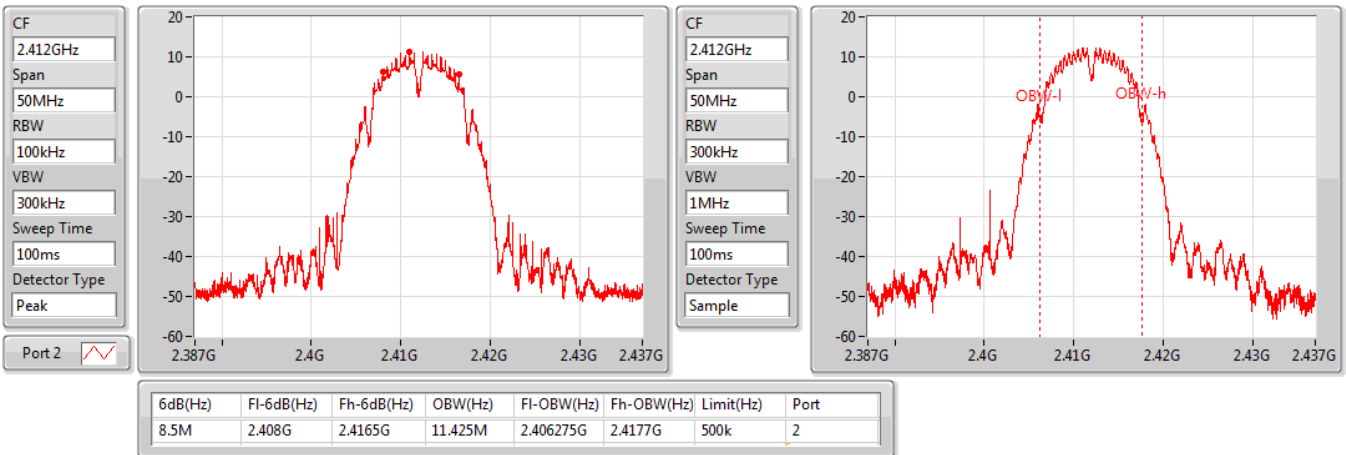 CF
2.412GHz
Span
50MHz
RBW
100kHz
VBW
300kHz
Sweep Time
100ms
Detector Type
Peak
Port 2
20
10
0
-10
-20
-30
-40
-50
-60
2.387G 2.4G 2.41G 2.42G 2.43G 2.437G
CF
2.412GHz
Span
50MHz
RBW
300kHz
VBW
1MHz
Sweep Time
100ms
Detector Type
Sample
20
10
0
-10
-20
-30
-40
-50
-60
OBW-l OBW-h
2.387G 2.4G 2.41G 2.42G 2.43G 2.437G
6dB(Hz) Fl-6dB(Hz) Fh-6dB(Hz) OBW(Hz) Fl-OBW(Hz) Fh-OBW(Hz) Limit(Hz) Port
8.5M 2.408G 2.4165G 11.425M 2.406275G 2.4177G 500k 2